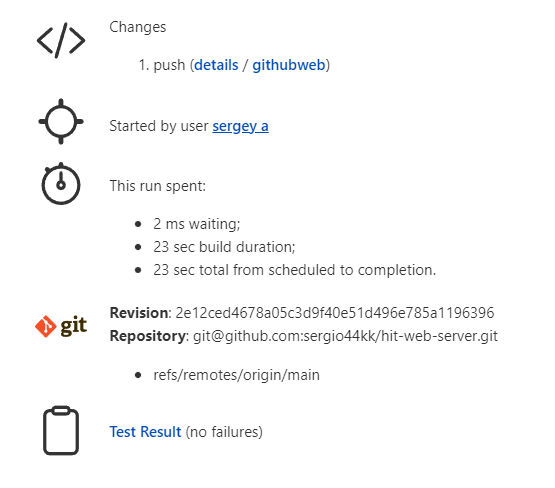 Changes
1. push (details / githubweb)
Started by user sergey a
This run spent:
• 2 ms waiting;
• 23 sec build duration;
• 23 sec total from scheduled to completion.
git
Revision: 2e12ced4678a05c3d9f40e51d496e785a1196396
Repository: git@github.com:sergio44kk/hit-web-server.git
• refs/remotes/origin/main
Test Result (no failures)